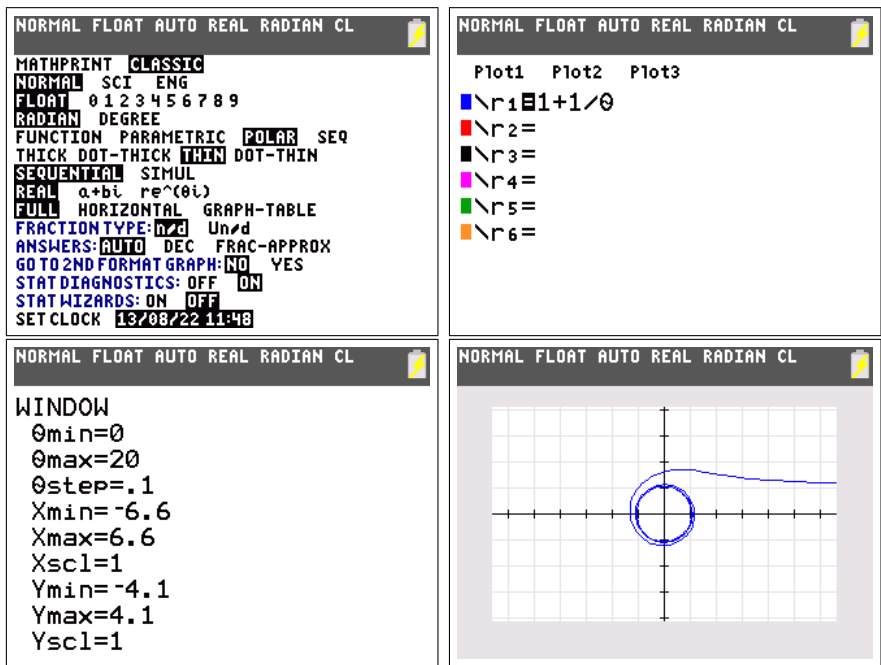 NORMAL FLOAT AUTO REAL RADIAN CL
MATHPRINT CLASSIC
NORMAL SCI ENG
FLOAT 0 1 2 3 4 5 6 7 8 9
RADIAN DEGREE
FUNCTION PARAMETRIC POLAR SEQ
THICK DOT-THICK THIN DOT-THIN
SEQUENTIAL SIMUL
REAL a+bi re^(θi)
FULL HORIZONTAL GRAPH-TABLE
FRACTION TYPE: n/d Un/d
ANSWERS: AUTO DEC FRAC-APPROX
GO TO 2ND FORMAT GRAPH: NO YES
STAT DIAGNOSTICS: OFF ON
STAT WIZARDS: ON OFF
SET CLOCK 13/08/22 11:48
NORMAL FLOAT AUTO REAL RADIAN CL
Plot1 Plot2 Plot3
\r₁=1+1/θ
\r₂=
\r₃=
\r₄=
\r₅=
\r₆=
NORMAL FLOAT AUTO REAL RADIAN CL
WINDOW
θmin=0
θmax=20
θstep=.1
Xmin=-6.6
Xmax=6.6
Xscl=1
Ymin=-4.1
Ymax=4.1
Yscl=1
NORMAL FLOAT AUTO REAL RADIAN CL